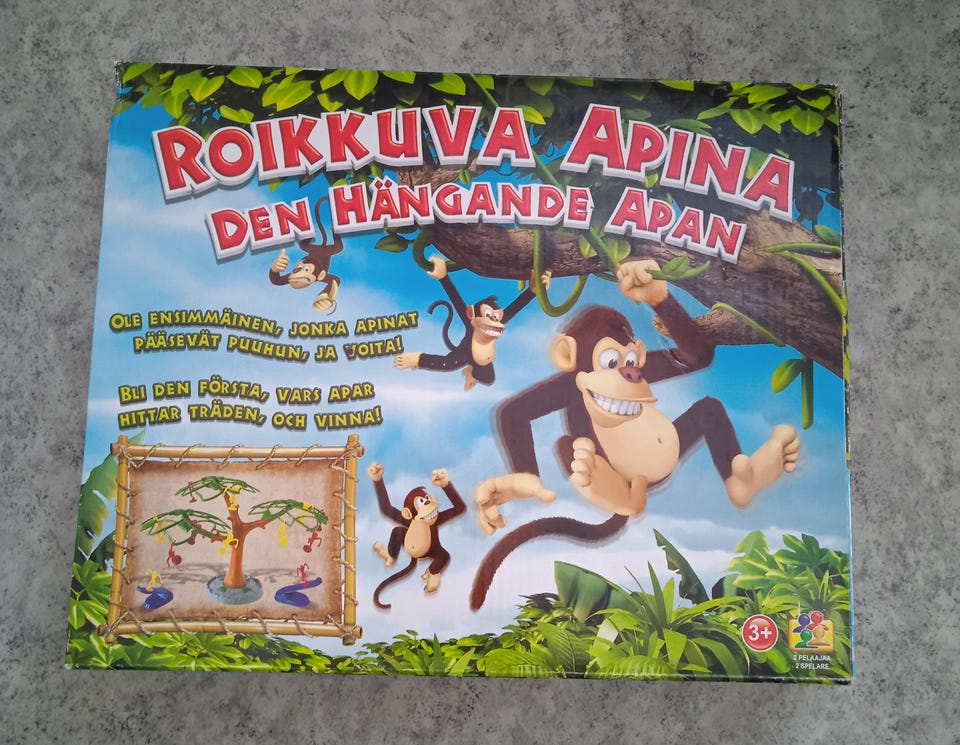 ROIKKUVA APINA
DEN HÄNGANDE APAN
OLE ENSIMMÄINEN, JONKA APINAT
PÄÄSEVÄT PUUHUN, JA VOITA!
BLI DEN FÖRSTA, VARS APAR
HITTAR TRÄDEN, OCH VINNA!
3+
2 PELAAJAA
2 SPELARE